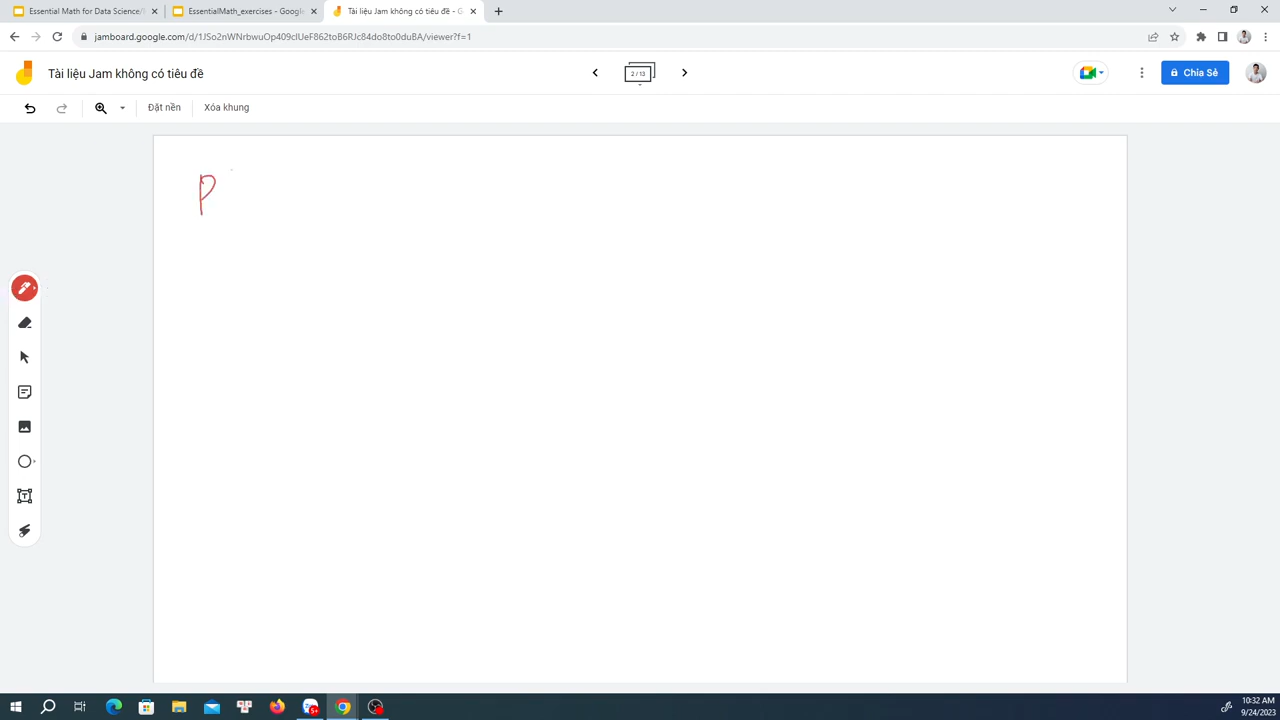 Essential Math for Data Science/I
EssentialMath_exercises - Google
Tài liệu Jam không có tiêu đề - G
jamboard.google.com/d/1JSo2nWNrbwuOp409cIUeF862toB6RJc84do8to0duBA/viewer?f=1
Tài liệu Jam không có tiêu đề
2 / 13
Chia Sẻ
Đặt nền
Xóa khung
P
5+
10:32 AM
9/24/2023